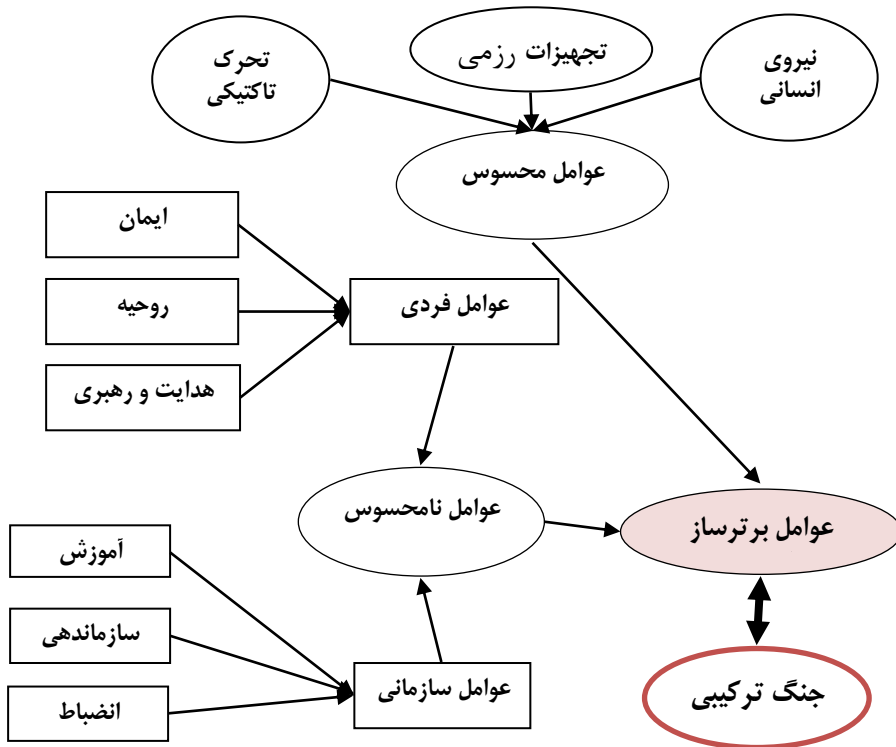 نیروی
انسانی
تجهیزات رزمی
تحرک
تاکتیکی
عوامل محسوس
ایمان
روحیه
هدایت و رهبری
عوامل فردی
عوامل نامحسوس
عوامل برترساز
آموزش
سازماندهی
انضباط
عوامل سازمانی
جنگ ترکیبی